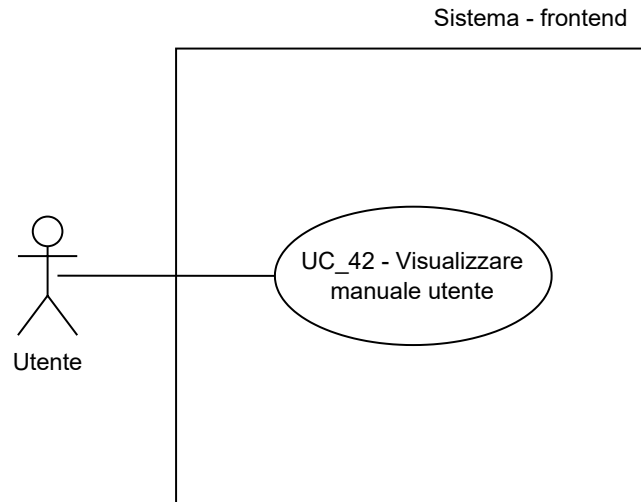 Sistema - frontend
UC_42 - Visualizzare
manuale utente
Utente